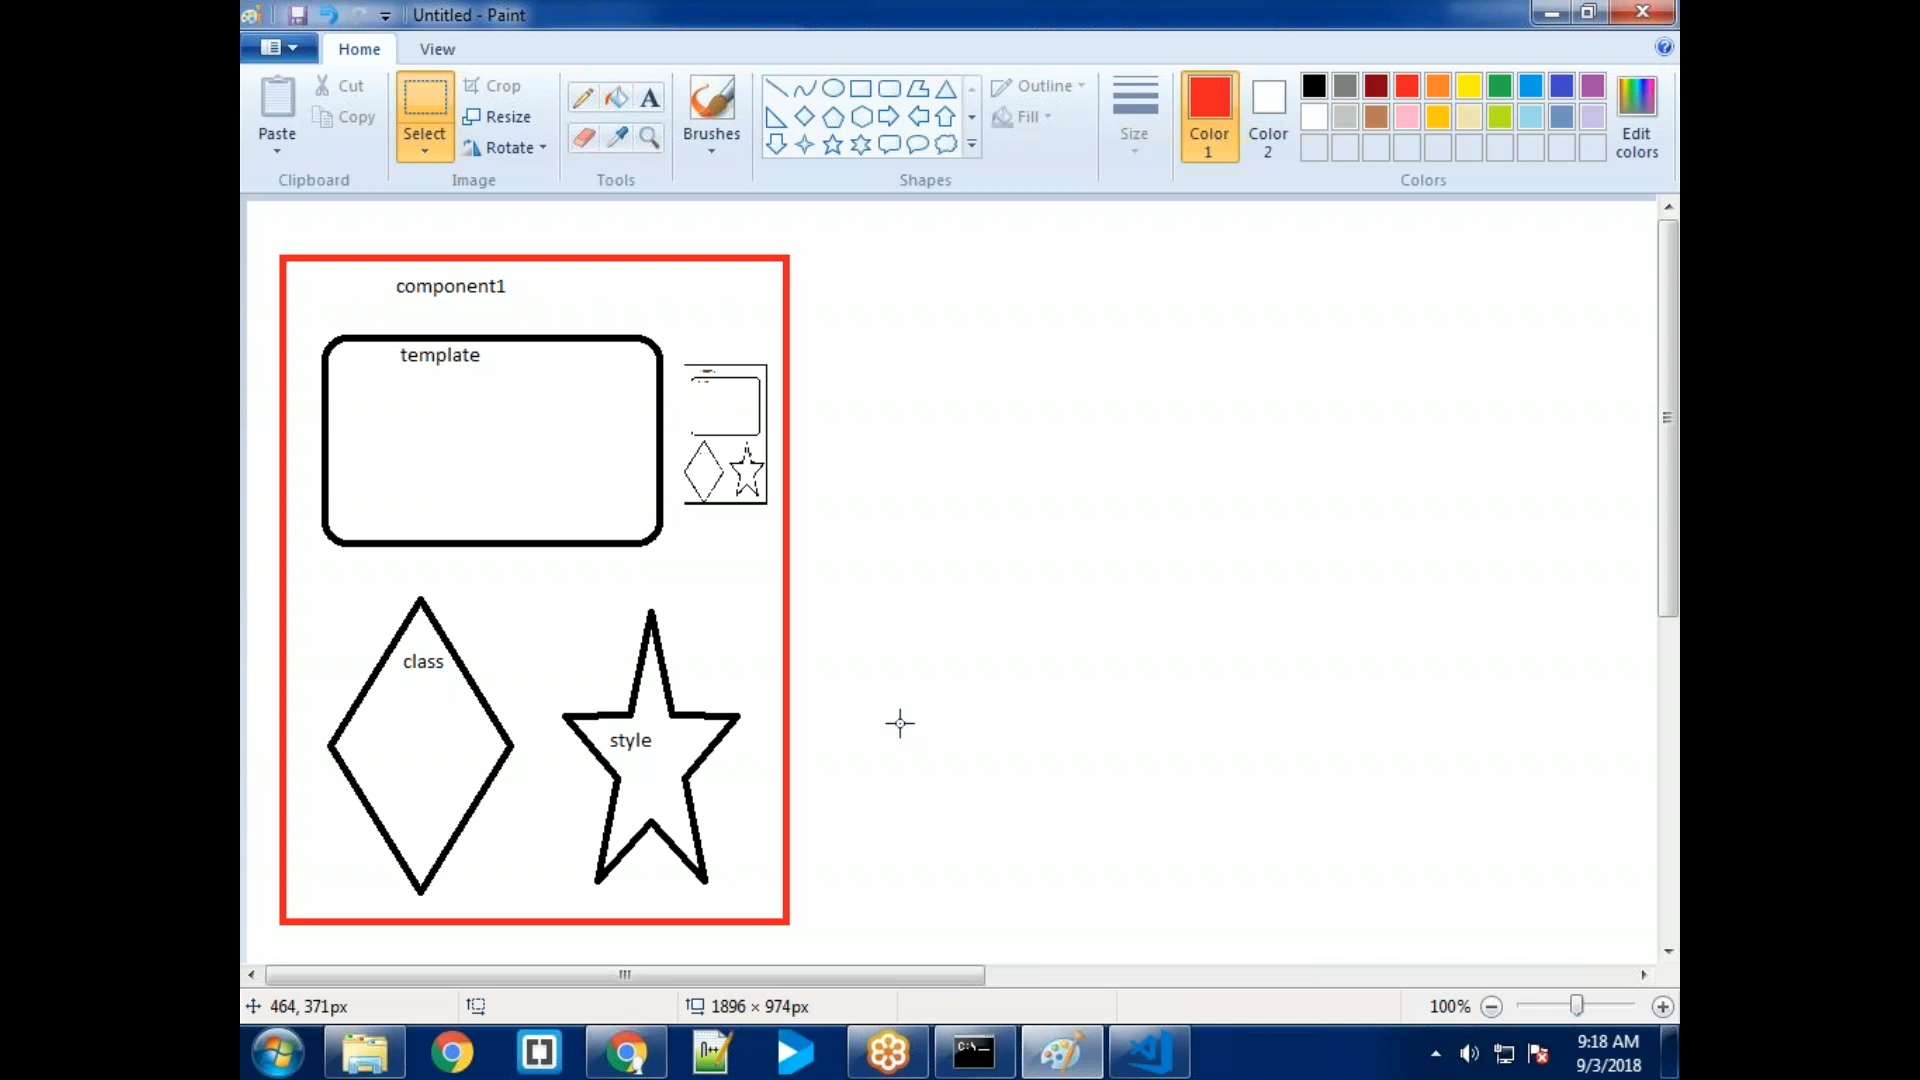 Untitled - Paint
Home View
Paste
Cut
Copy
Clipboard
Select
Crop
Resize
Rotate
Image
A
Tools
Brushes
Outline
Fill
Shapes
Size
Color 1
Color 2
Edit colors
Colors
component1
template
class
style
464, 371px
1896 × 974px
100%
n++
C:\_
9:18 AM
9/3/2018